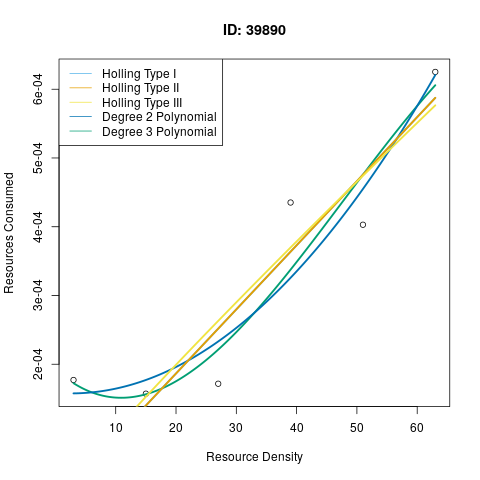 ID: 39890
Holling Type I
Holling Type II
Holling Type III
Degree 2 Polynomial
Degree 3 Polynomial
Resources Consumed
6e-04
5e-04
4e-04
3e-04
2e-04
10 20 30 40 50 60
Resource Density